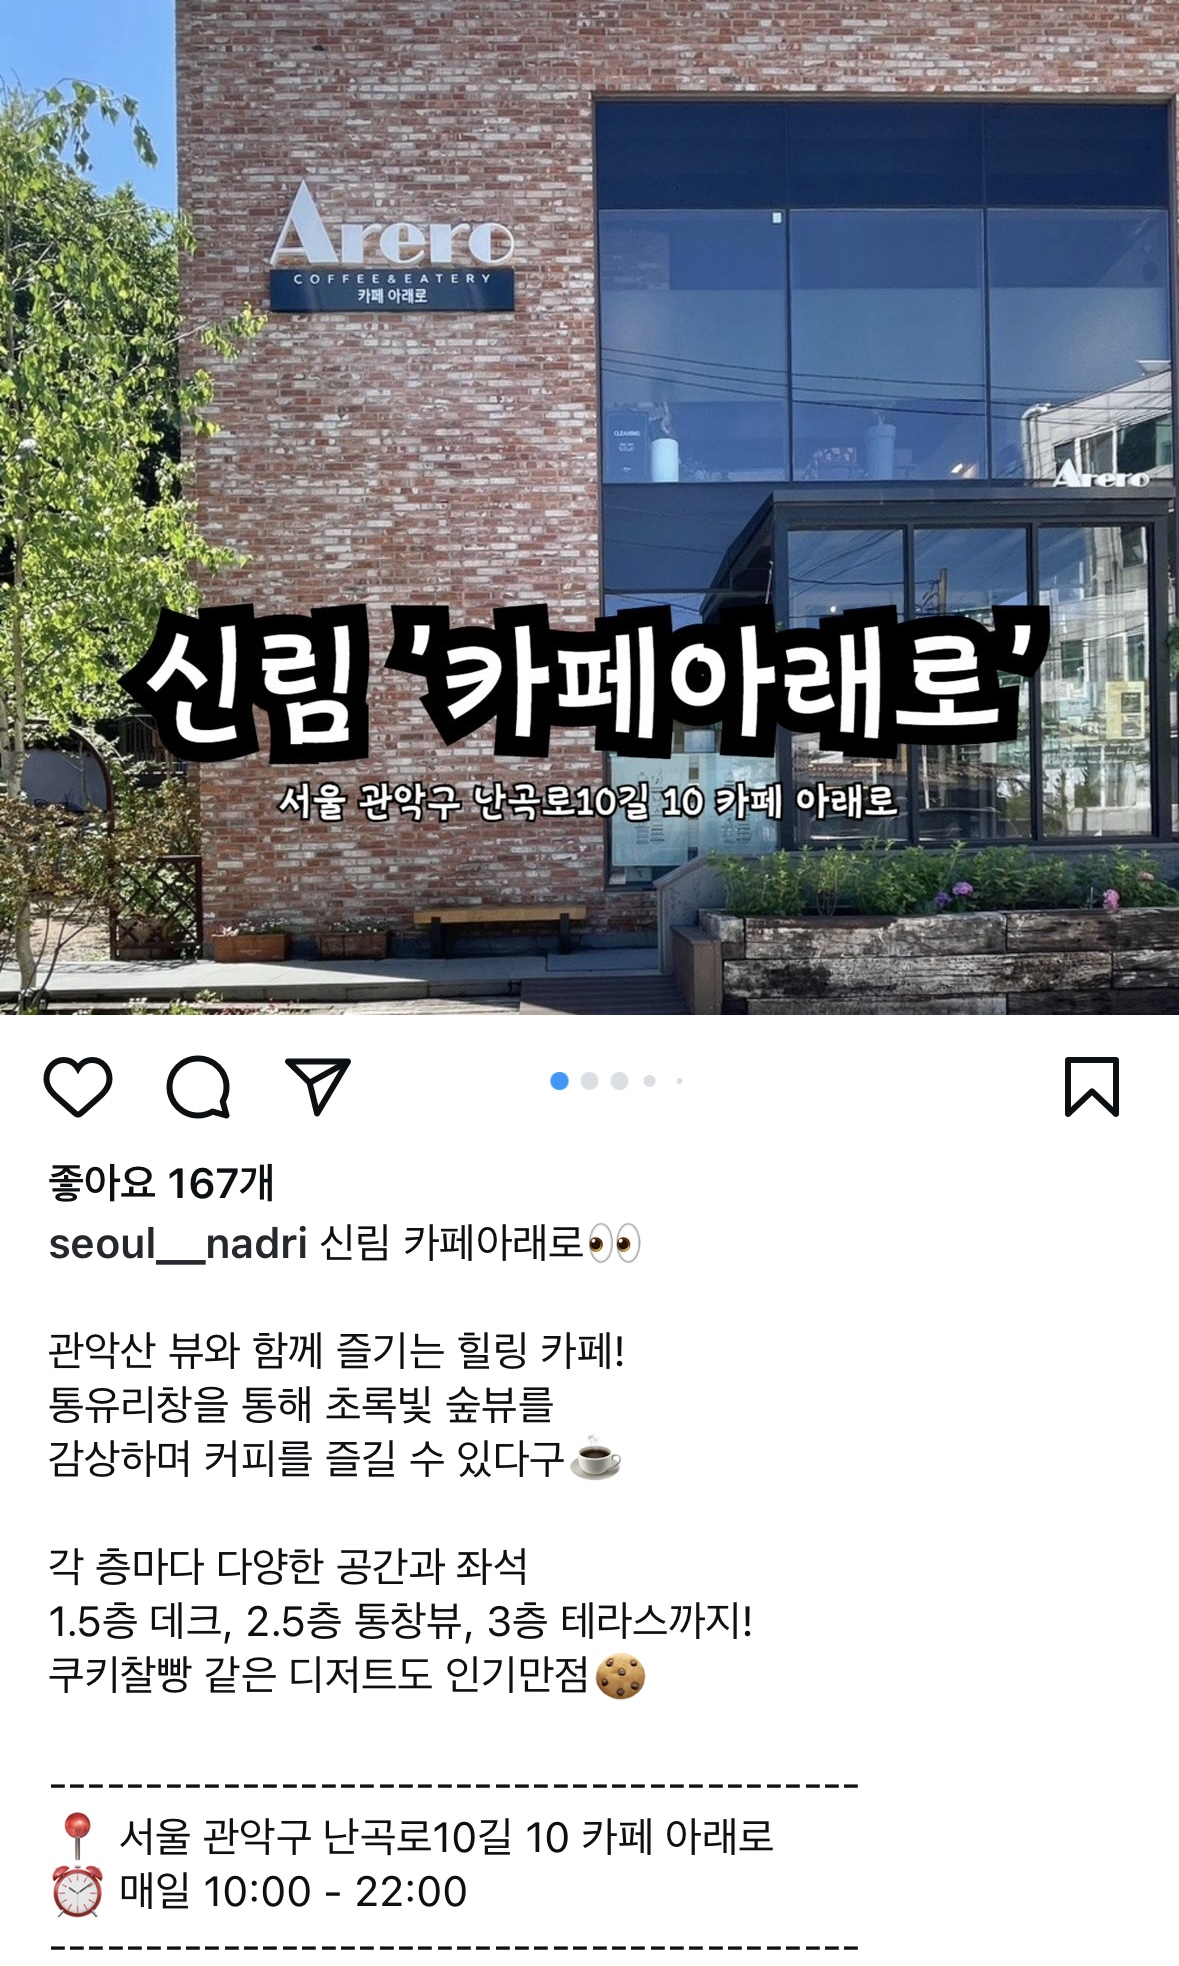 Arero
COFFEE&EATERY
카페 아래로
CLEANING
Arero
신림 '카페아래로'
서울 관악구 난곡로10길 10 카페 아래로
좋아요 167개
seoul__nadri 신림 카페아래로👀
관악산 뷰와 함께 즐기는 힐링 카페!
통유리창을 통해 초록빛 숲뷰를
감상하며 커피를 즐길 수 있다구☕
각 층마다 다양한 공간과 좌석
1.5층 데크, 2.5층 통창뷰, 3층 테라스까지!
쿠키찰빵 같은 디저트도 인기만점🍪
------------------------------------------
📍 서울 관악구 난곡로10길 10 카페 아래로
⏰ 매일 10:00 - 22:00
------------------------------------------